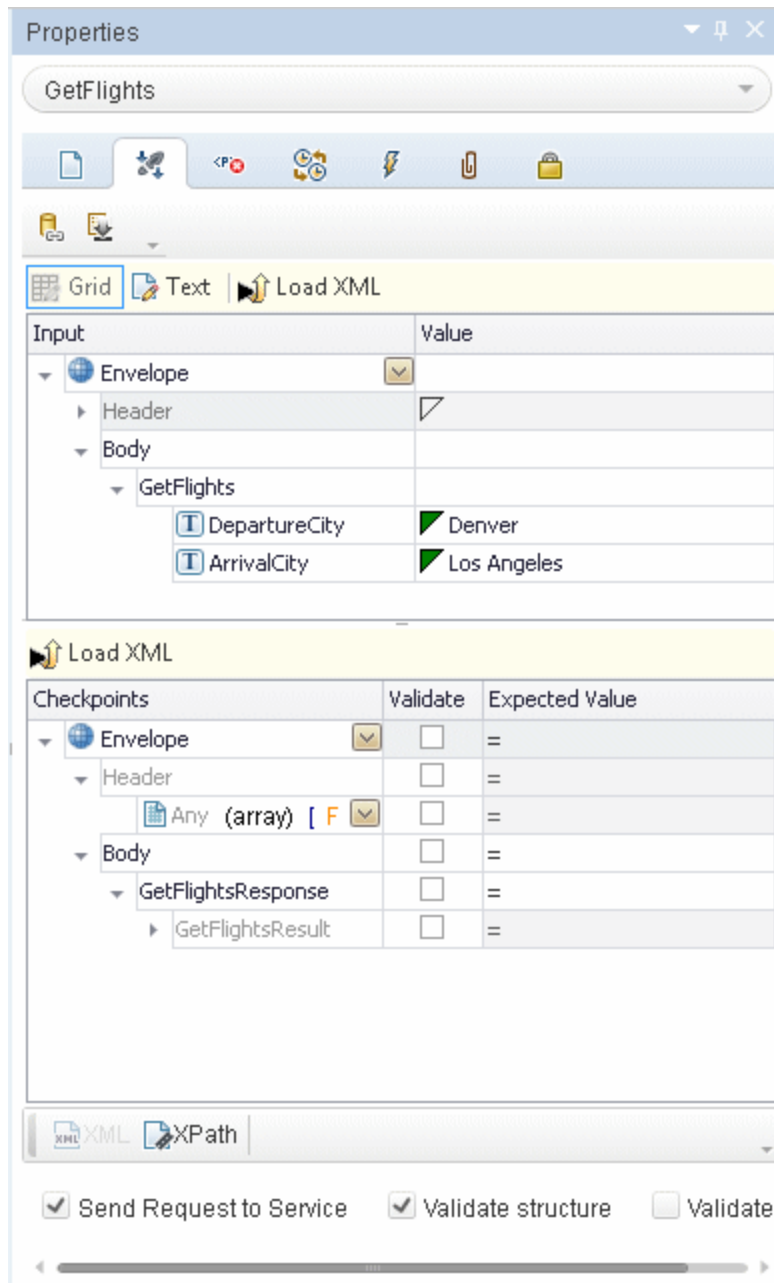 Properties
GetFlights
<P>
Grid Text Load XML
Input Value
Envelope
Header
Body
GetFlights
T DepartureCity Denver
T ArrivalCity Los Angeles
Load XML
Checkpoints Validate Expected Value
Envelope =
Header =
Any (array) [ F =
Body =
GetFlightsResponse =
GetFlightsResult =
XML XML XPath
Send Request to Service Validate structure Validate